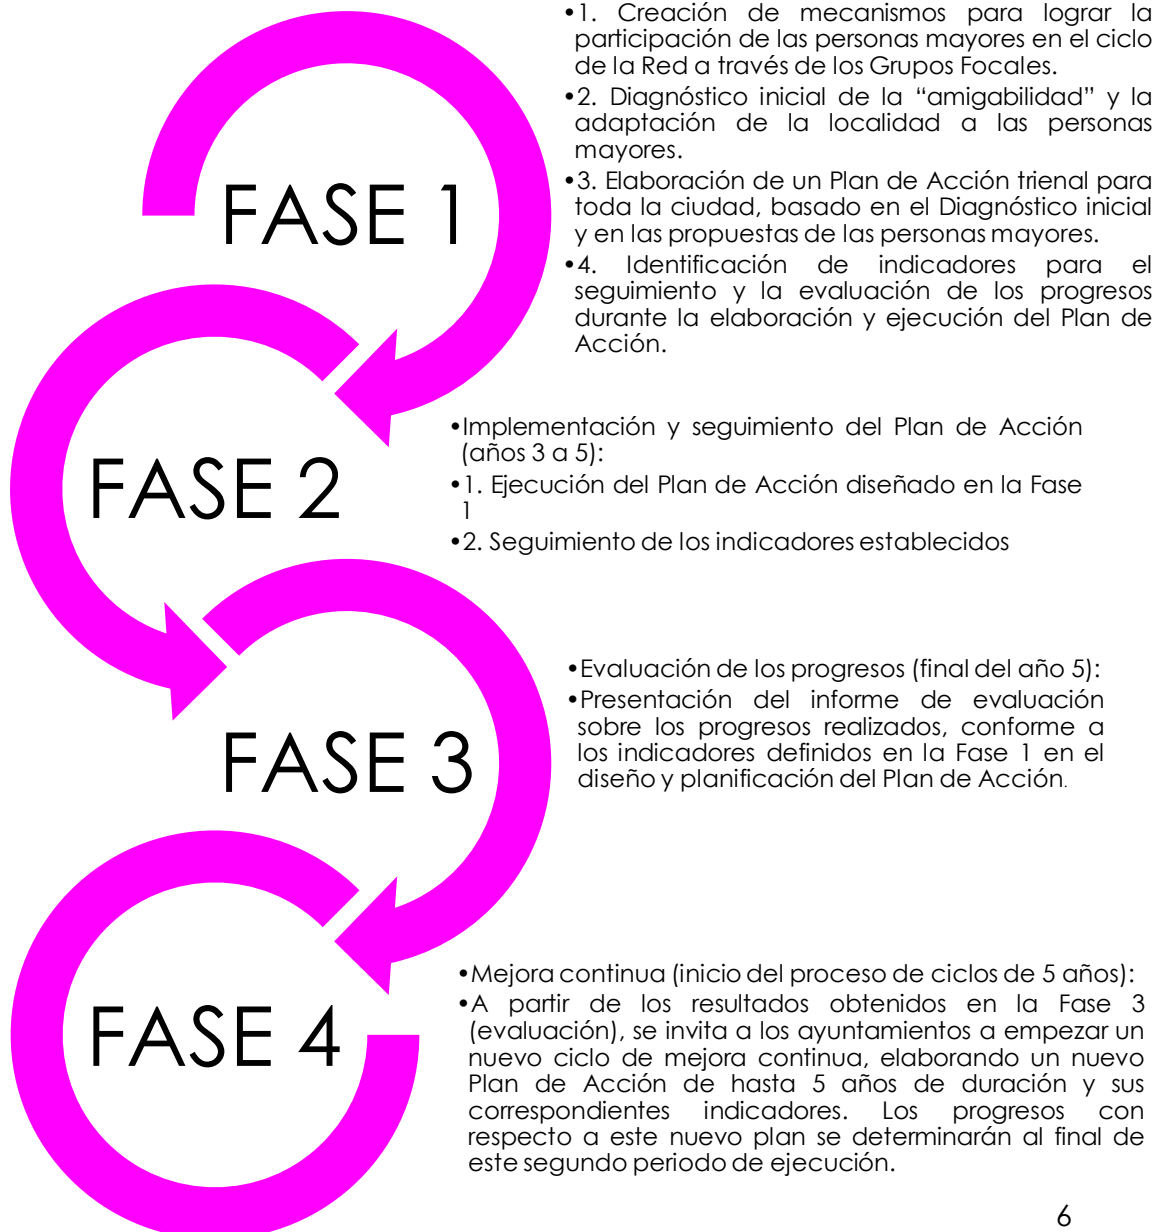 •1. Creación de mecanismos para lograr la
participación de las personas mayores en el ciclo
de la Red a través de los Grupos Focales.
•2. Diagnóstico inicial de la “amigabilidad” y la
adaptación de la localidad a las personas
mayores.
•3. Elaboración de un Plan de Acción trienal para
toda la ciudad, basado en el Diagnóstico inicial
y en las propuestas de las personas mayores.
•4. Identificación de indicadores para el
seguimiento y la evaluación de los progresos
durante la elaboración y ejecución del Plan de
Acción.
FASE 1
•Implementación y seguimiento del Plan de Acción
(años 3 a 5):
•1. Ejecución del Plan de Acción diseñado en la Fase
1
•2. Seguimiento de los indicadores establecidos
FASE 2
•Evaluación de los progresos (final del año 5):
•Presentación del informe de evaluación
sobre los progresos realizados, conforme a
los indicadores definidos en la Fase 1 en el
diseño y planificación del Plan de Acción.
FASE 3
•Mejora continua (inicio del proceso de ciclos de 5 años):
•A partir de los resultados obtenidos en la Fase 3
(evaluación), se invita a los ayuntamientos a empezar un
nuevo ciclo de mejora continua, elaborando un nuevo
Plan de Acción de hasta 5 años de duración y sus
correspondientes indicadores. Los progresos con
respecto a este nuevo plan se determinarán al final de
este segundo periodo de ejecución.
FASE 4
6